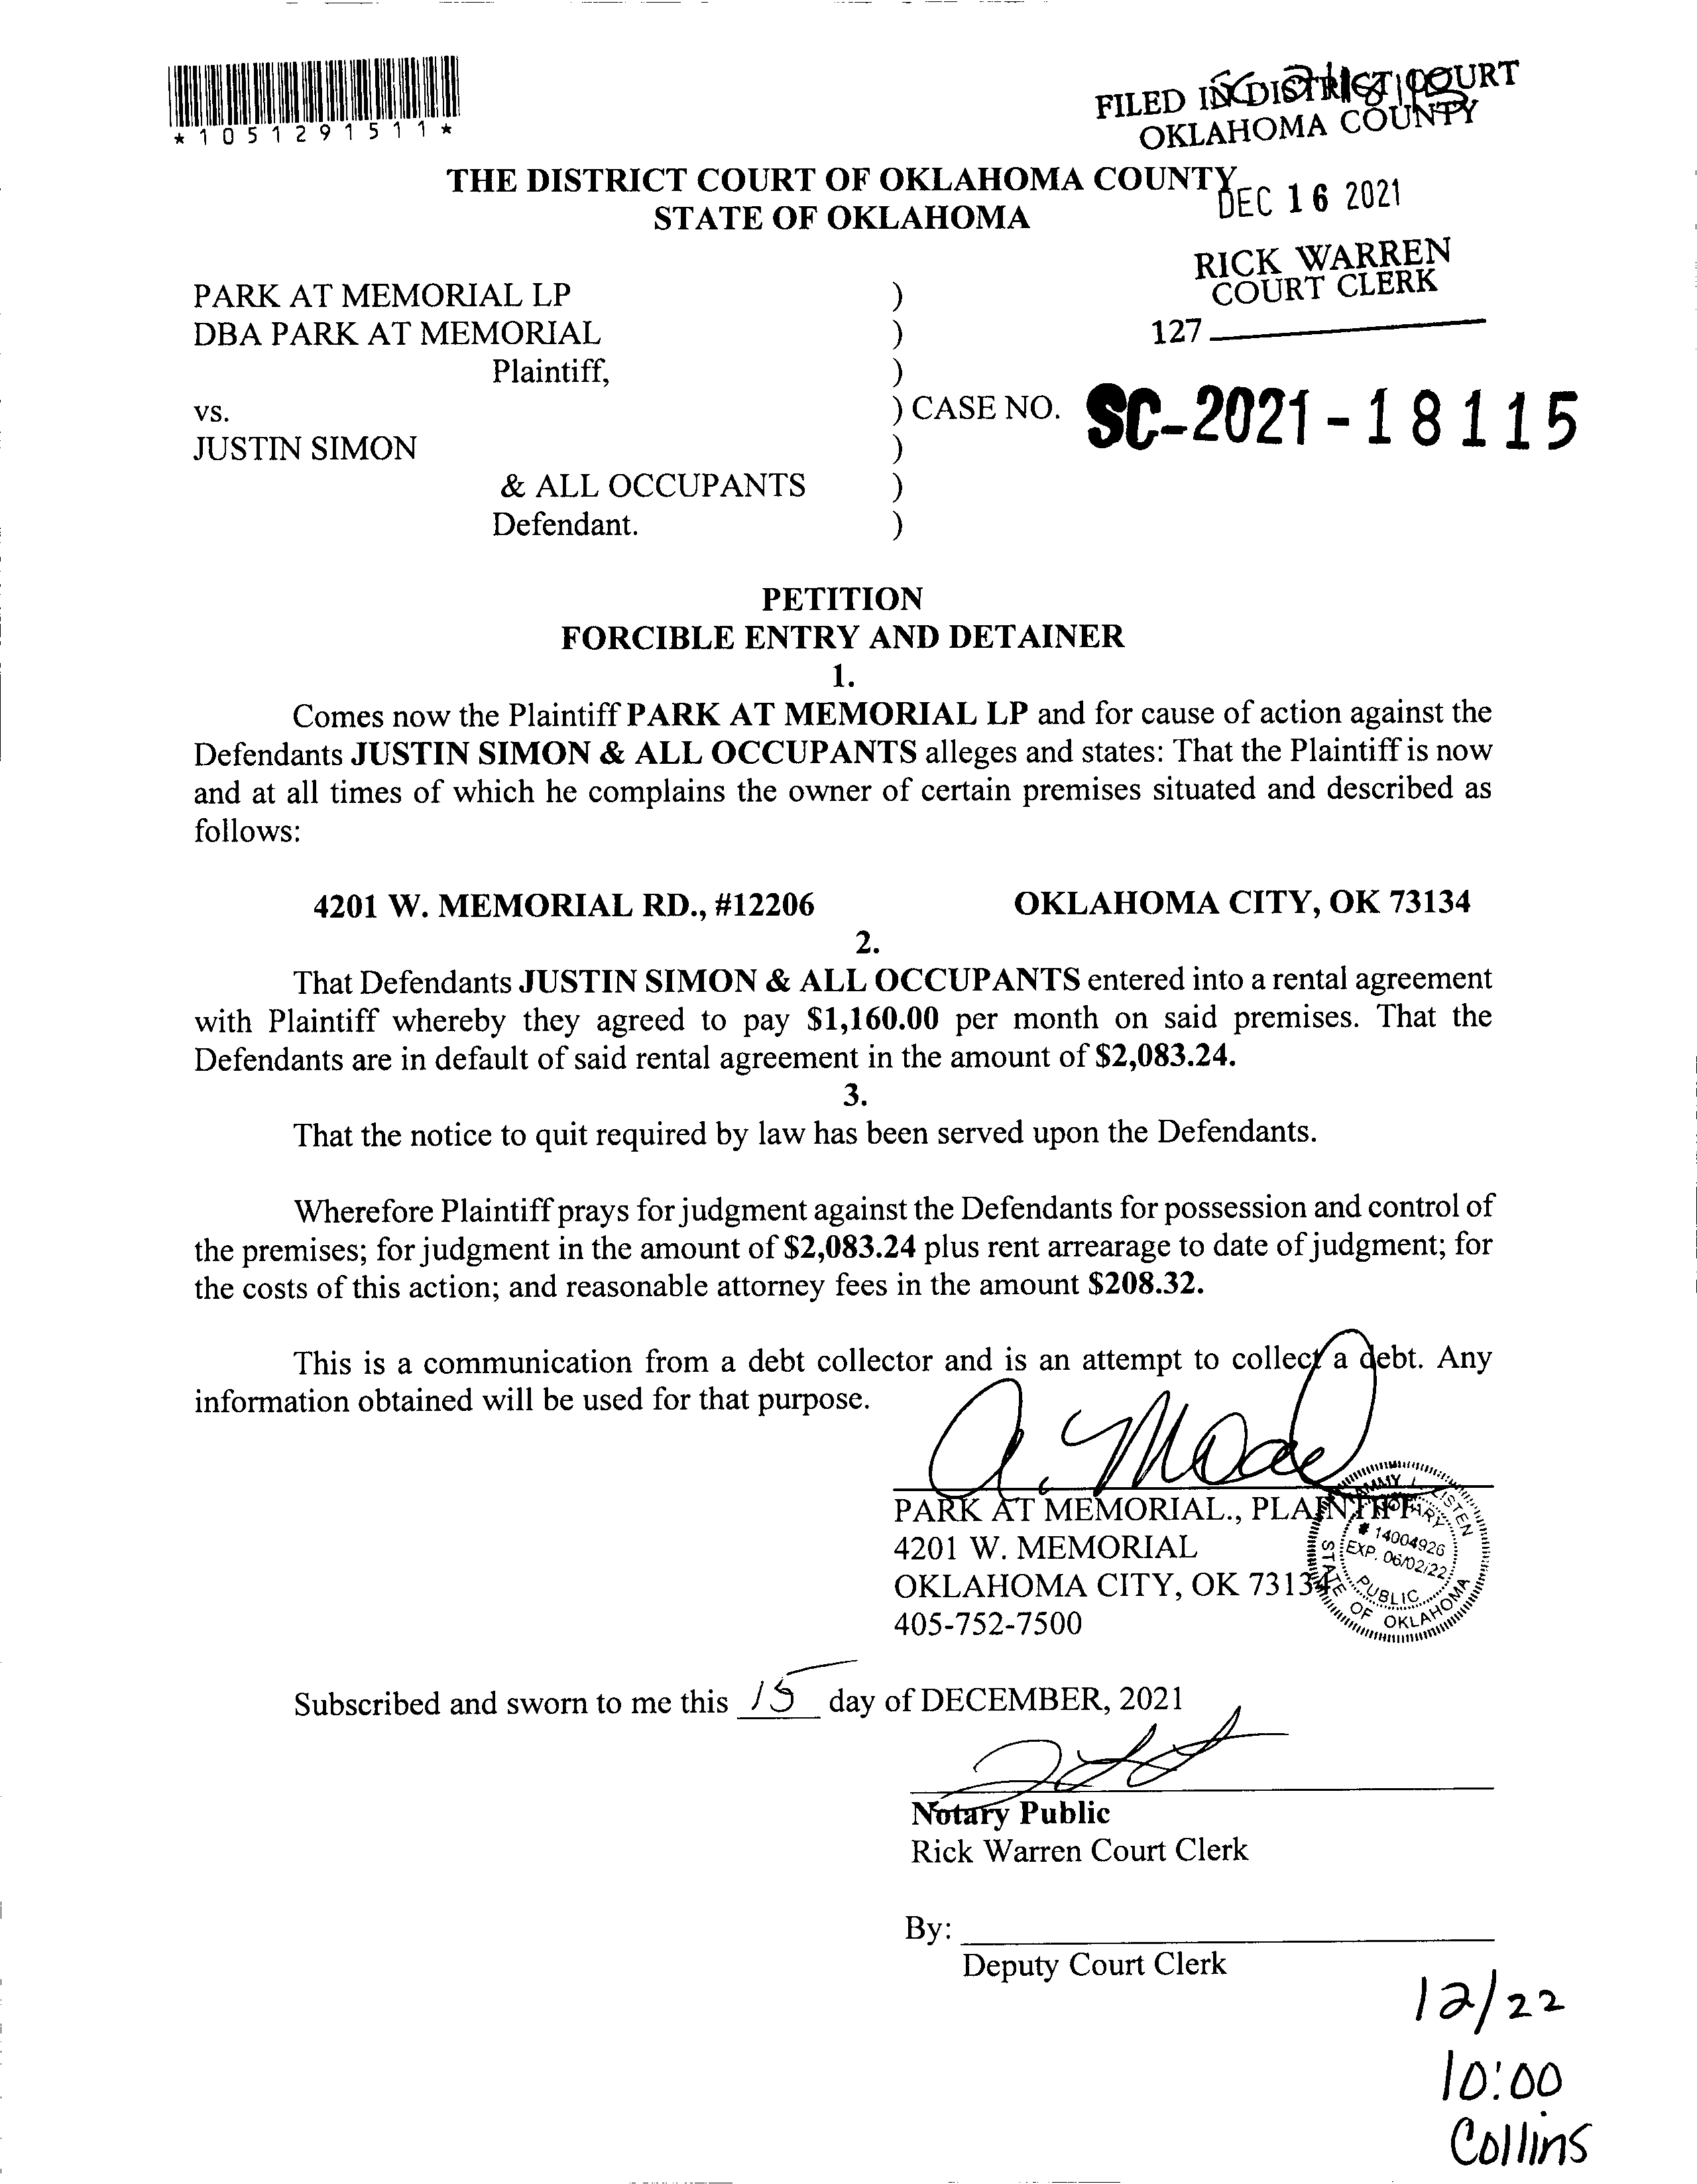 *1051291511*
FILED IN DISTRICT COURT
OKLAHOMA COUNTY
THE DISTRICT COURT OF OKLAHOMA COUNTY
STATE OF OKLAHOMA
DEC 16 2021
RICK WARREN
COURT CLERK
127
PARK AT MEMORIAL LP )
DBA PARK AT MEMORIAL )
Plaintiff, )
vs. ) CASE NO. SC-2021-18115
JUSTIN SIMON )
& ALL OCCUPANTS )
Defendant. )
PETITION
FORCIBLE ENTRY AND DETAINER
1.
Comes now the Plaintiff PARK AT MEMORIAL LP and for cause of action against the
Defendants JUSTIN SIMON & ALL OCCUPANTS alleges and states: That the Plaintiff is now
and at all times of which he complains the owner of certain premises situated and described as
follows:
4201 W. MEMORIAL RD., #12206 OKLAHOMA CITY, OK 73134
2.
That Defendants JUSTIN SIMON & ALL OCCUPANTS entered into a rental agreement
with Plaintiff whereby they agreed to pay $1,160.00 per month on said premises. That the
Defendants are in default of said rental agreement in the amount of $2,083.24.
3.
That the notice to quit required by law has been served upon the Defendants.
Wherefore Plaintiff prays for judgment against the Defendants for possession and control of
the premises; for judgment in the amount of $2,083.24 plus rent arrearage to date of judgment; for
the costs of this action; and reasonable attorney fees in the amount $208.32.
This is a communication from a debt collector and is an attempt to collect a debt. Any
information obtained will be used for that purpose.
PARK AT MEMORIAL., PLAINTIFF
4201 W. MEMORIAL
OKLAHOMA CITY, OK 73134
405-752-7500
NOTARY
# 14004926
EXP. 06/02/22
PUBLIC
STATE OF OKLAHOMA
Subscribed and sworn to me this 15 day of DECEMBER, 2021
Notary Public
Rick Warren Court Clerk
By:
Deputy Court Clerk
12/22
10:00
Collins